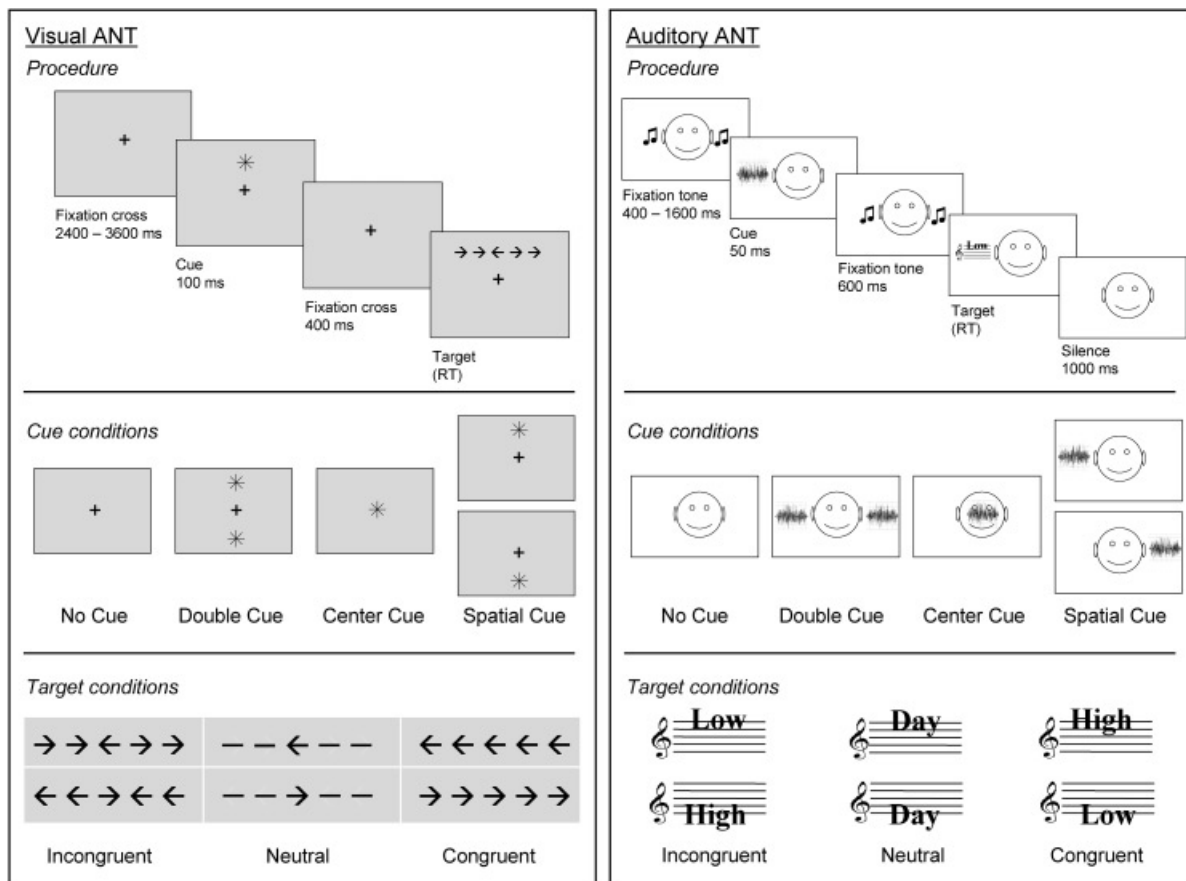 Visual ANT
Procedure
Fixation cross
2400 – 3600 ms
Cue
100 ms
Fixation cross
400 ms
Target
(RT)
Cue conditions
No Cue
Double Cue
Center Cue
Spatial Cue
Target conditions
Incongruent
Neutral
Congruent
Auditory ANT
Procedure
Fixation tone
400 – 1600 ms
Cue
50 ms
Fixation tone
600 ms
Low
Target
(RT)
Silence
1000 ms
Cue conditions
No Cue
Double Cue
Center Cue
Spatial Cue
Target conditions
Low
Day
High
High
Day
Low
Incongruent
Neutral
Congruent